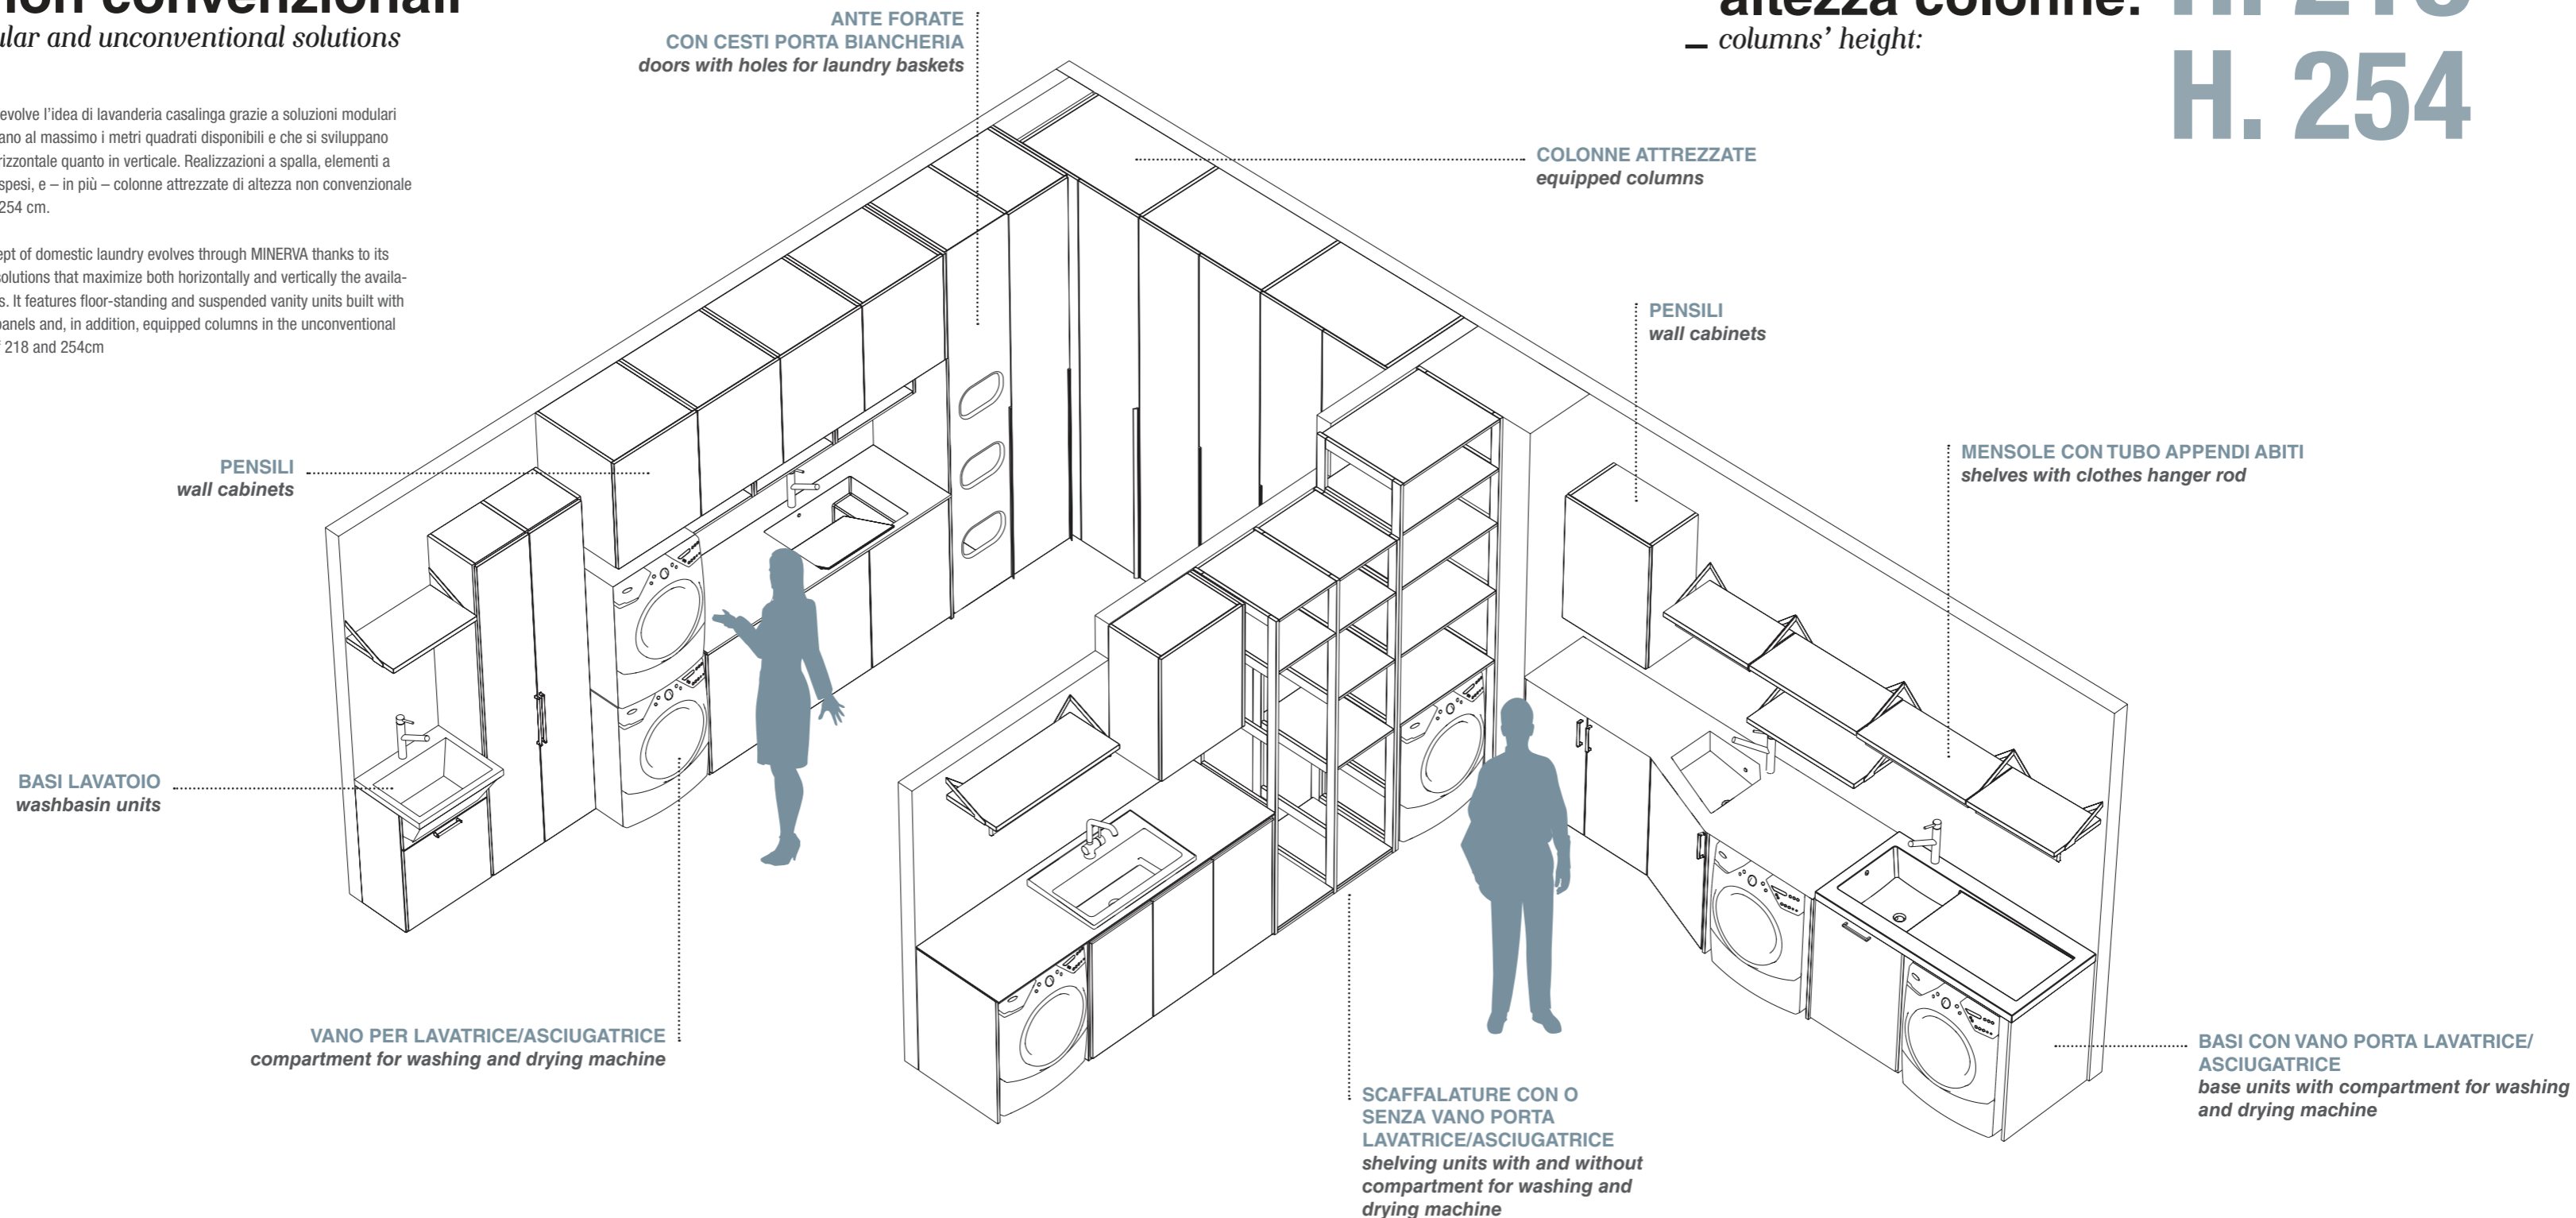 non convenzionali
ular and unconventional solutions
evolve l'idea di lavanderia casalinga grazie a soluzioni modulari
ano al massimo i metri quadrati disponibili e che si sviluppano
rizzontale quanto in verticale. Realizzazioni a spalla, elementi a
spesi, e – in più – colonne attrezzate di altezza non convenzionale
254 cm.
ept of domestic laundry evolves through MINERVA thanks to its
solutions that maximize both horizontally and vertically the availa-
s. It features floor-standing and suspended vanity units built with
panels and, in addition, equipped columns in the unconventional
218 and 254cm
altezza colonne:
columns' height:
H. 218
H. 254
ANTE FORATE
CON CESTI PORTA BIANCHERIA
doors with holes for laundry baskets
COLONNE ATTREZZATE
equipped columns
PENSILI
wall cabinets
MENSOLE CON TUBO APPENDI ABITI
shelves with clothes hanger rod
PENSILI
wall cabinets
BASI LAVATOIO
washbasin units
VANO PER LAVATRICE/ASCIUGATRICE
compartment for washing and drying machine
SCAFFALATURE CON O
SENZA VANO PORTA
LAVATRICE/ASCIUGATRICE
shelving units with and without
compartment for washing and
drying machine
BASI CON VANO PORTA LAVATRICE/
ASCIUGATRICE
base units with compartment for washing
and drying machine